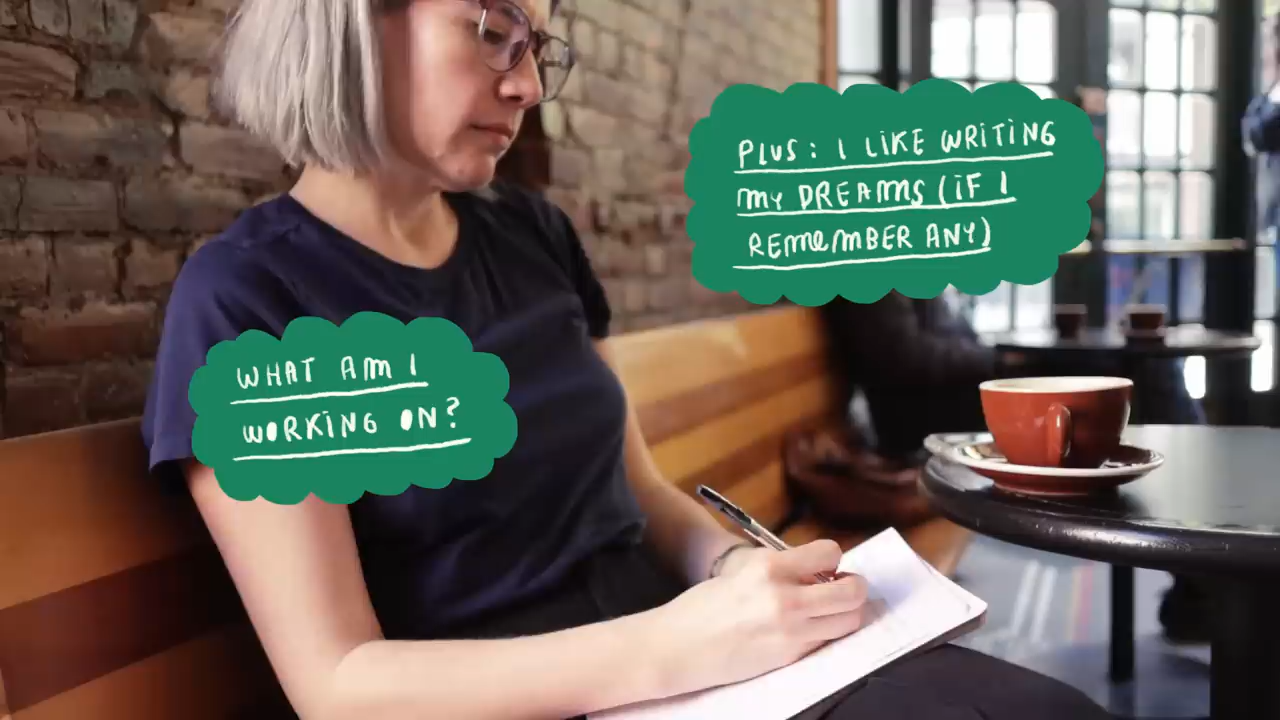 WHAT AM I
WORKING ON?
PLUS: I LIKE WRITING
MY DREAMS (IF I
REMEMBER ANY)